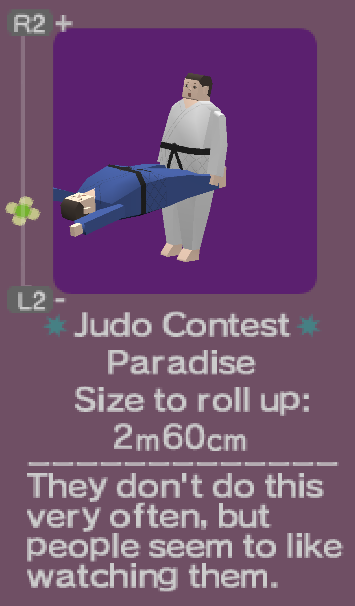 R2 +
L2 -
Judo Contest
Paradise
Size to roll up:
2m60cm
They don't do this
very often, but
people seem to like
watching them.